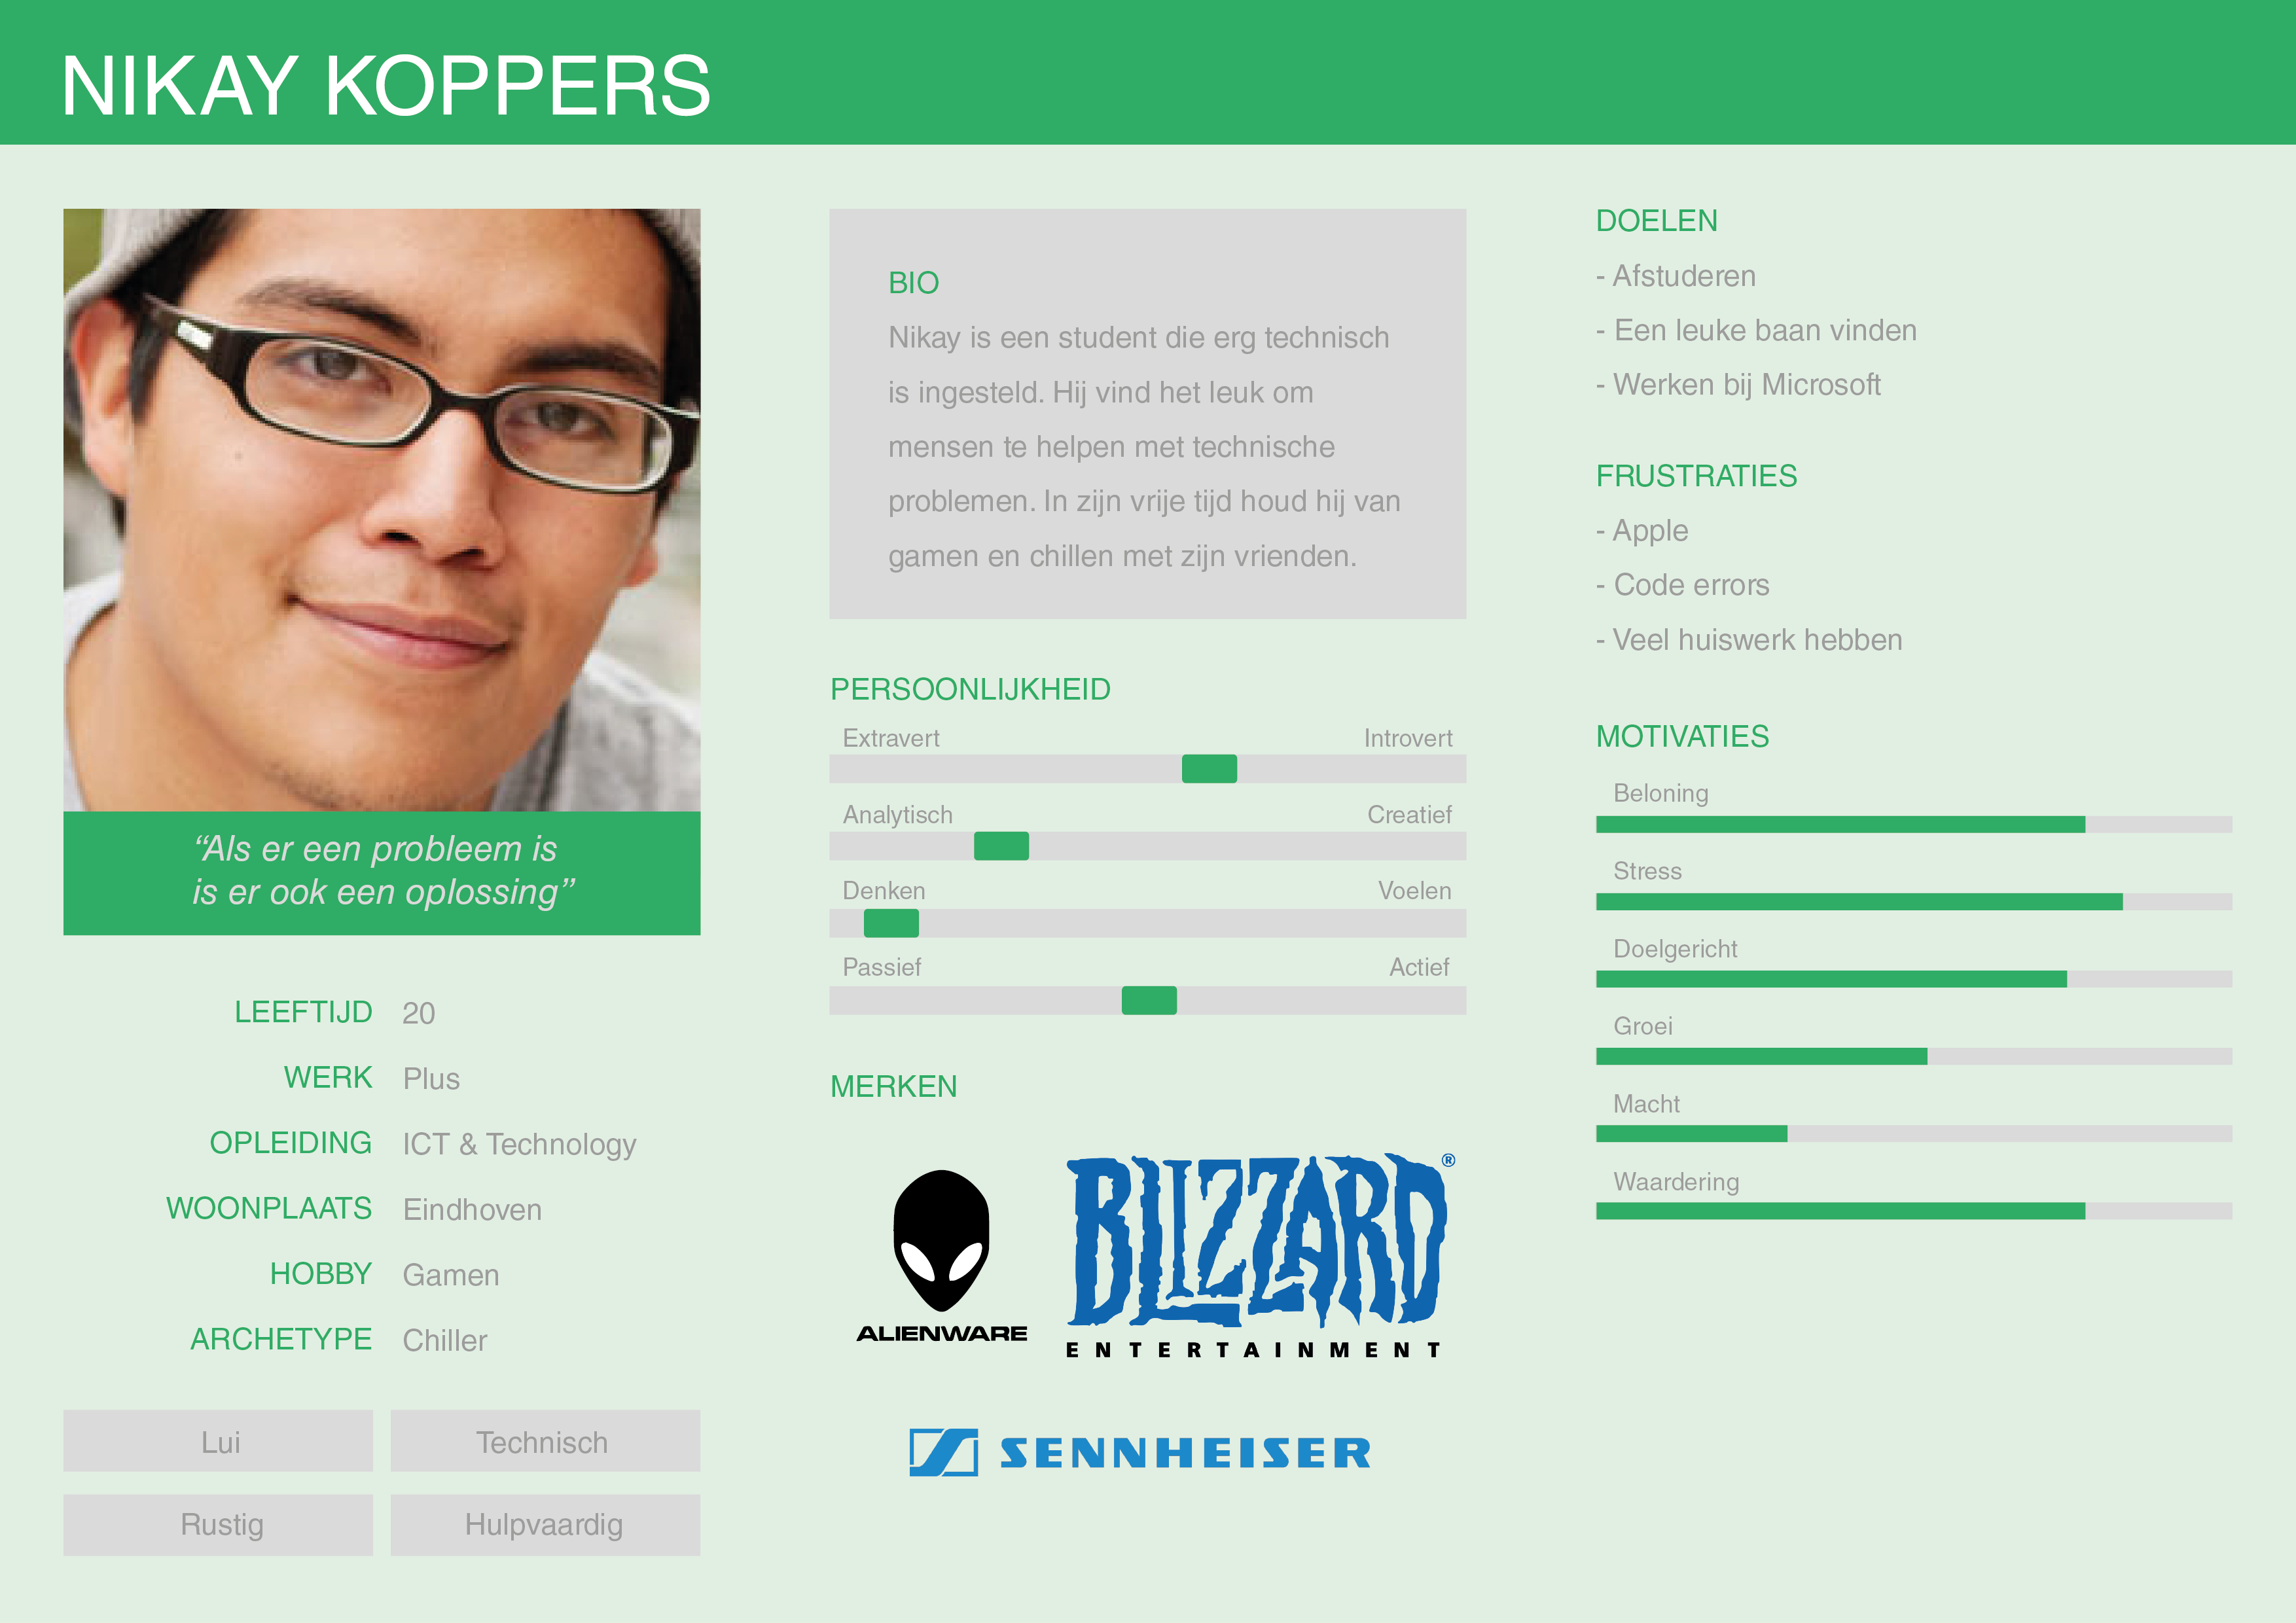 NIKAY KOPPERS
“Als er een probleem is
is er ook een oplossing”
LEEFTIJD 20
WERK Plus
OPLEIDING ICT & Technology
WOONPLAATS Eindhoven
HOBBY Gamen
ARCHETYPE Chiller
Lui Technisch
Rustig Hulpvaardig
BIO
Nikay is een student die erg technisch
is ingesteld. Hij vind het leuk om
mensen te helpen met technische
problemen. In zijn vrije tijd houd hij van
gamen en chillen met zijn vrienden.
PERSOONLIJKHEID
Extravert Introvert
Analytisch Creatief
Denken Voelen
Passief Actief
MERKEN
ALIENWARE
BLIZZARD®
ENTERTAINMENT
SENNHEISER
DOELEN
- Afstuderen
- Een leuke baan vinden
- Werken bij Microsoft
FRUSTRATIES
- Apple
- Code errors
- Veel huiswerk hebben
MOTIVATIES
Beloning
Stress
Doelgericht
Groei
Macht
Waardering